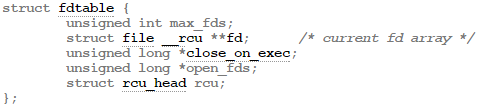 struct fdtable {
unsigned int max_fds;
struct file __rcu **fd; /* current fd array */
unsigned long *close_on_exec;
unsigned long *open_fds;
struct rcu_head rcu;
};